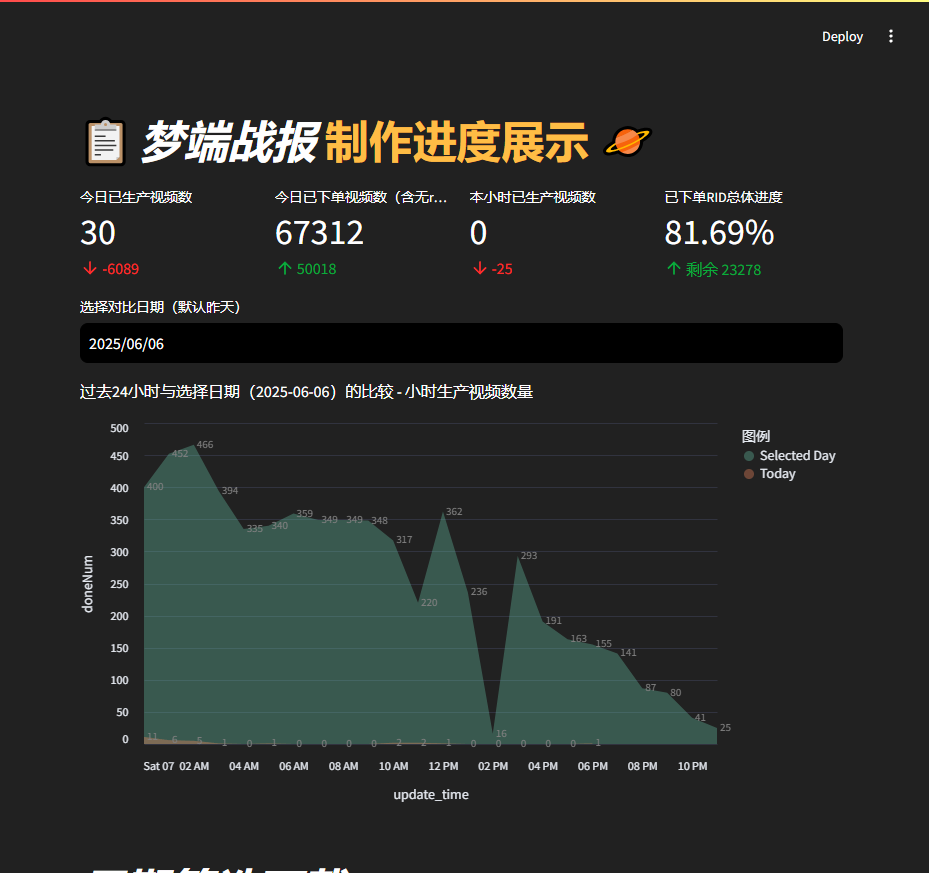 Deploy
梦端战报 制作进度展示
今日已生产视频数
30
-6089
今日已下单视频数（含无r...
67312
50018
本小时已生产视频数
0
-25
已下单RID总体进度
81.69%
剩余 23278
选择对比日期（默认昨天）
2025/06/06
过去24小时与选择日期（2025-06-06）的比较 - 小时生产视频数量
图例
Selected Day
Today
doneNum
500
450
400
350
300
250
200
150
100
50
0
400 452 466 394 335 340 359 349 349 348 317 220 362 236 16 293 191 163 155 141 87 80 41 25
11 6 5 1 0 1 0 0 0 0 2 2 1 0 0 0 0 0 1
Sat 07 02 AM 04 AM 06 AM 08 AM 10 AM 12 PM 02 PM 04 PM 06 PM 08 PM 10 PM
update_time